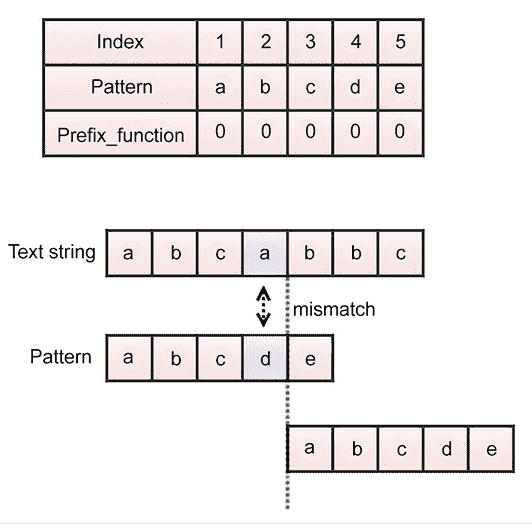 Index 1 2 3 4 5
Pattern a b c d e
Prefix_function 0 0 0 0 0
Text string a b c a b b c
mismatch
Pattern a b c d e
a b c d e